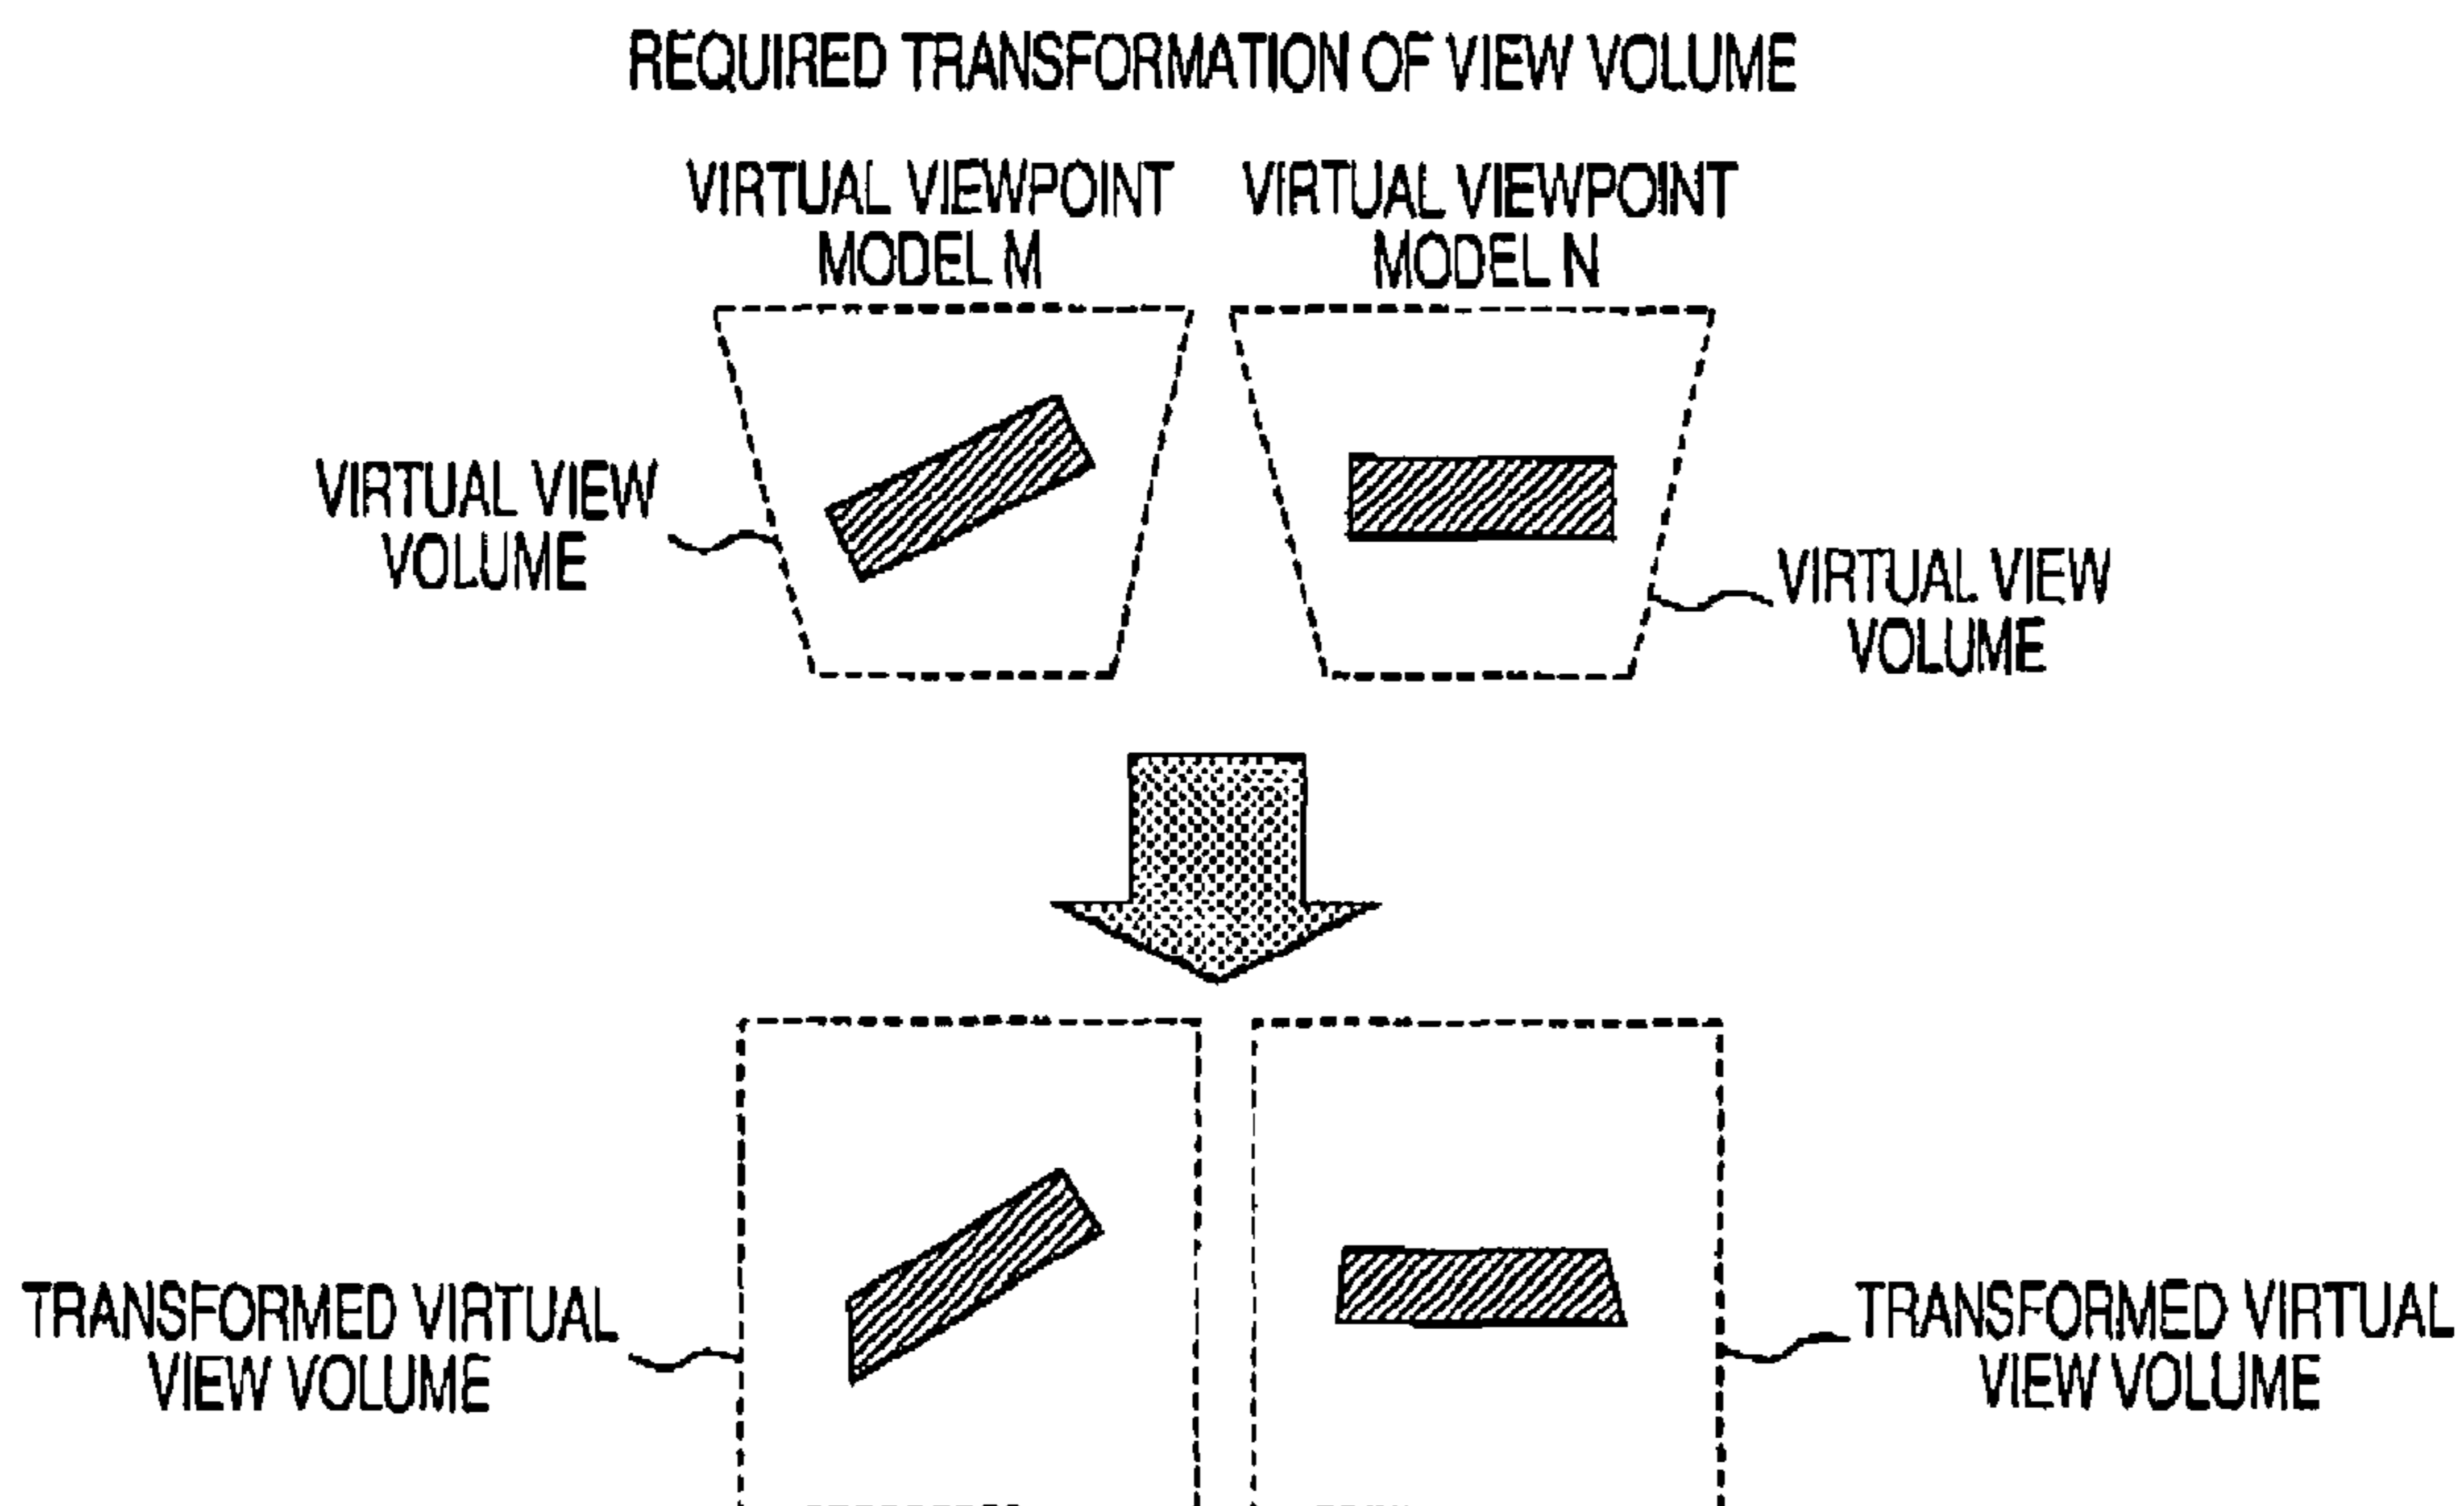 REQUIRED TRANSFORMATION OF VIEW VOLUME
VIRTUAL VIEWPOINT
MODEL M
VIRTUAL VIEWPOINT
MODEL N
VIRTUAL VIEW
VOLUME
VIRTUAL VIEW
VOLUME
TRANSFORMED VIRTUAL
VIEW VOLUME
TRANSFORMED VIRTUAL
VIEW VOLUME